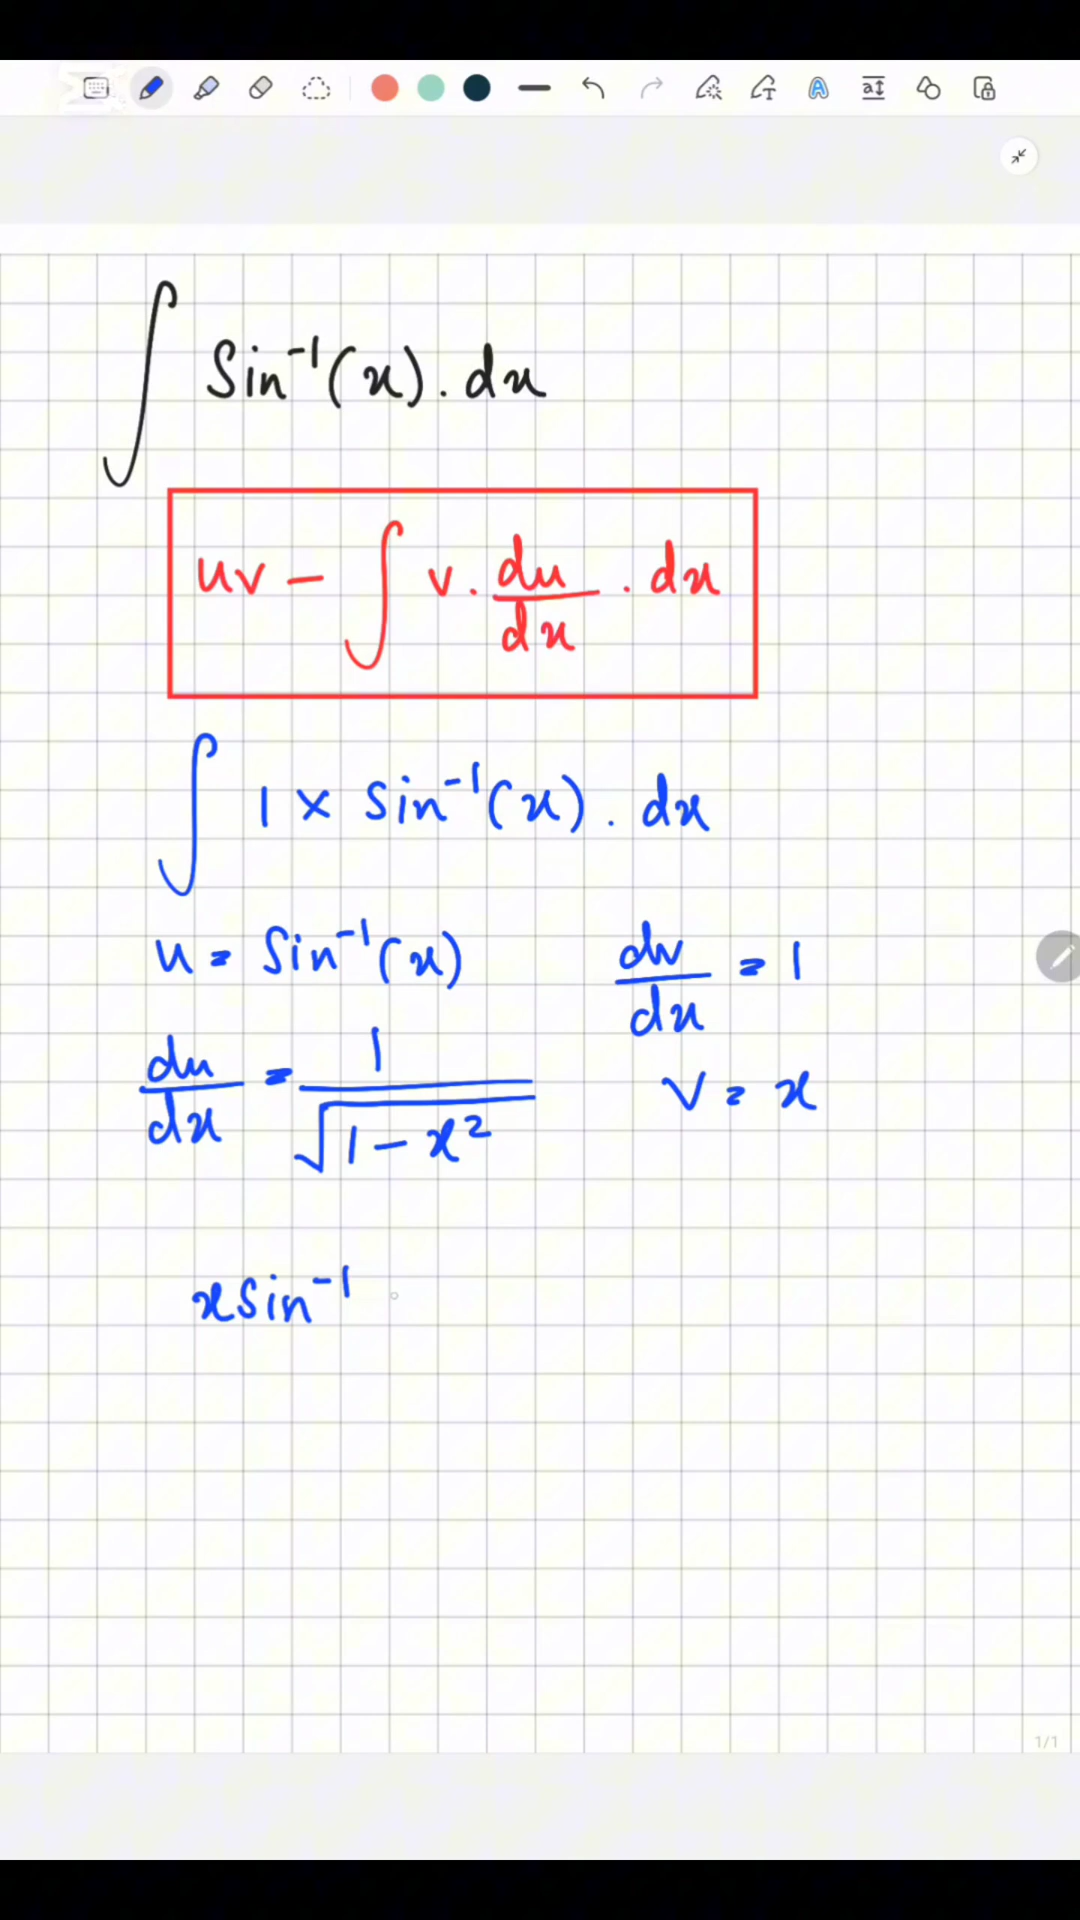 ∫ Sin⁻¹(x) . dx
uv − ∫ v . du/dx . dx
∫ 1 × sin⁻¹(x) . dx
u = Sin⁻¹(x)
dv/dx = 1
du/dx = 1/√(1 − x²)
v = x
x sin⁻¹
1/1